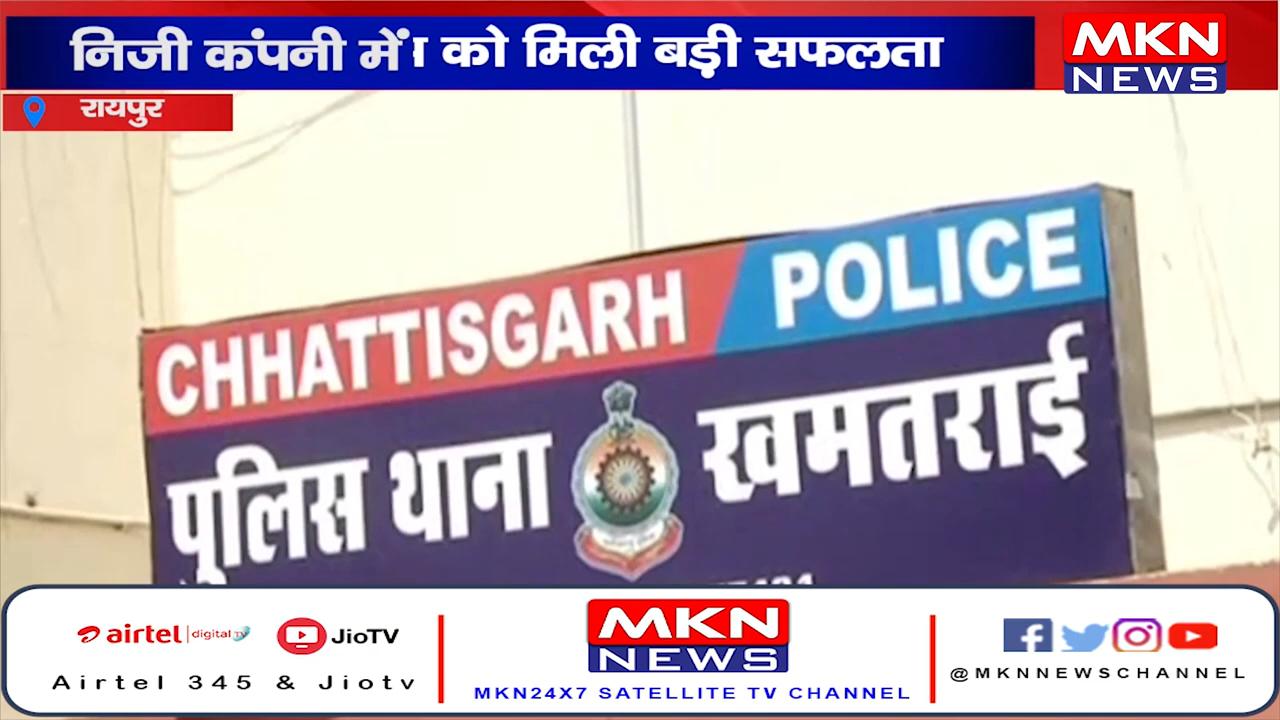 निजी कंपनी में को मिली बड़ी सफलता
MKN
NEWS
रायपुर
CHHATTISGARH POLICE
पुलिस थाना खमतराई
airtel digital TV JioTV
Airtel 345 & Jiotv
MKN
NEWS
MKN24X7 SATELLITE TV CHANNEL
@MKNNEWSCHANNEL